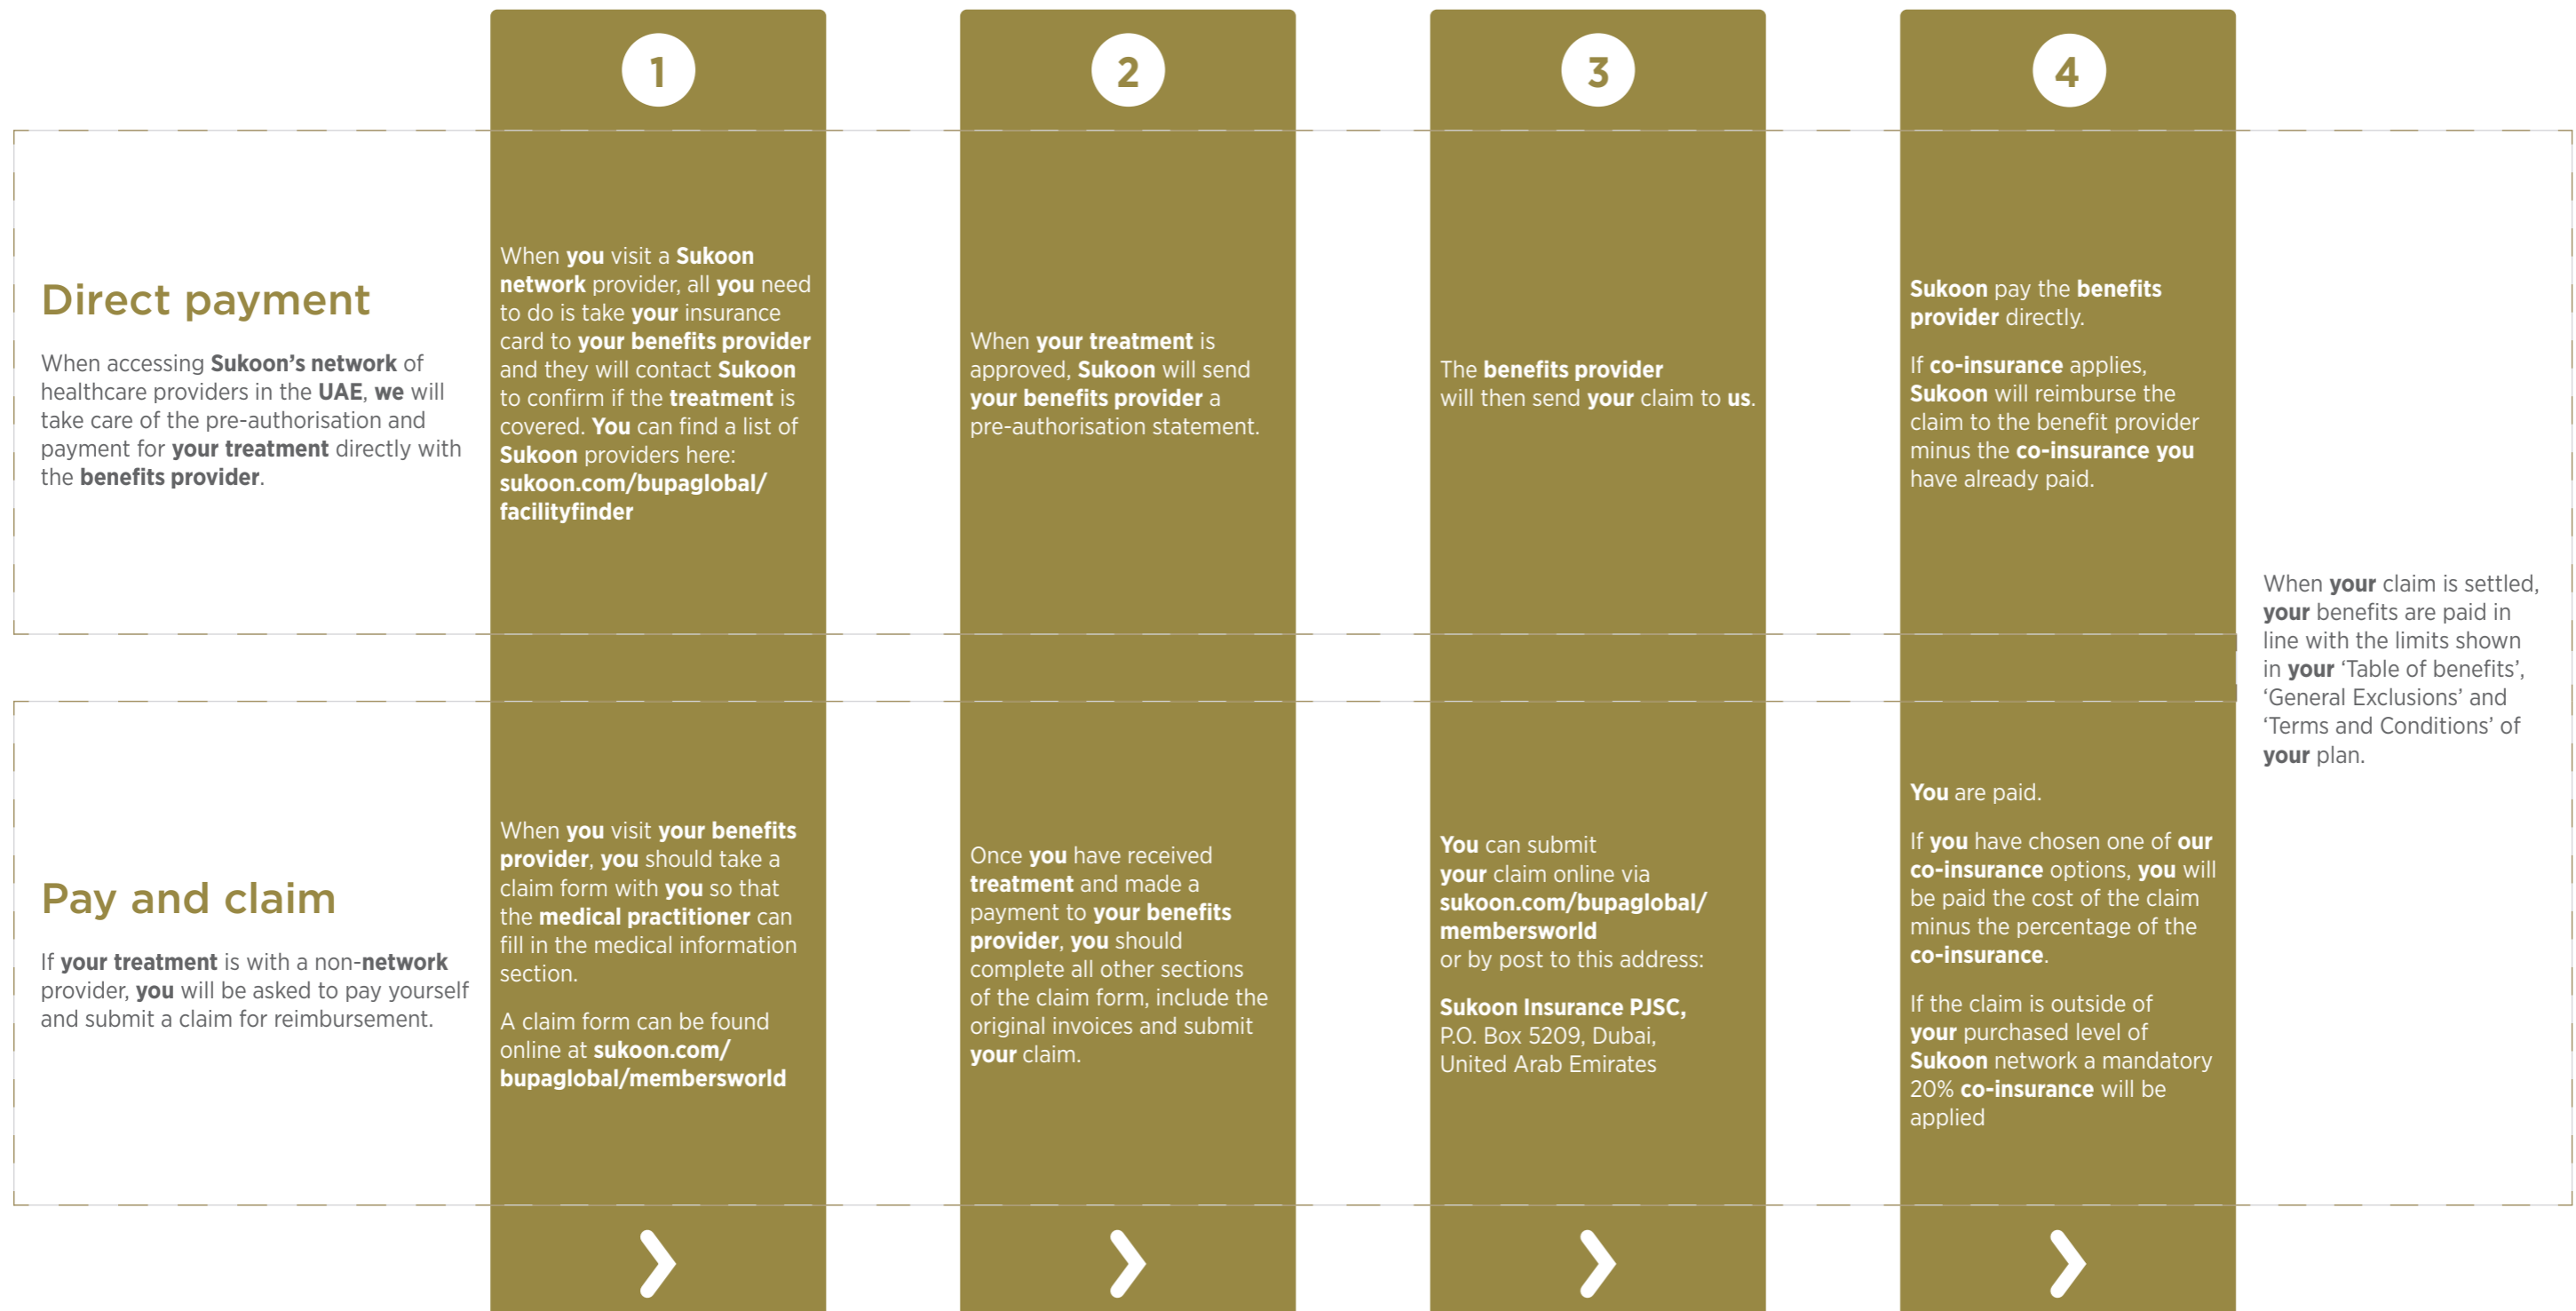 1
2
3
4
Direct payment
When accessing Sukoon's network of
healthcare providers in the UAE, we will
take care of the pre-authorisation and
payment for your treatment directly with
the benefits provider.
When you visit a Sukoon
network provider, all you need
to do is take your insurance
card to your benefits provider
and they will contact Sukoon
to confirm if the treatment is
covered. You can find a list of
Sukoon providers here:
sukoon.com/bupaglobal/
facilityfinder
When your treatment is
approved, Sukoon will send
your benefits provider a
pre-authorisation statement.
The benefits provider
will then send your claim to us.
Sukoon pay the benefits
provider directly.
If co-insurance applies,
Sukoon will reimburse the
claim to the benefit provider
minus the co-insurance you
have already paid.
Pay and claim
If your treatment is with a non-network
provider, you will be asked to pay yourself
and submit a claim for reimbursement.
When you visit your benefits
provider, you should take a
claim form with you so that
the medical practitioner can
fill in the medical information
section.
A claim form can be found
online at sukoon.com/
bupaglobal/membersworld
Once you have received
treatment and made a
payment to your benefits
provider, you should
complete all other sections
of the claim form, include the
original invoices and submit
your claim.
You can submit
your claim online via
sukoon.com/bupaglobal/
membersworld
or by post to this address:
Sukoon Insurance PJSC,
P.O. Box 5209, Dubai,
United Arab Emirates
You are paid.
If you have chosen one of our
co-insurance options, you will
be paid the cost of the claim
minus the percentage of the
co-insurance.
If the claim is outside of
your purchased level of
Sukoon network a mandatory
20% co-insurance will be
applied
When your claim is settled,
your benefits are paid in
line with the limits shown
in your 'Table of benefits',
'General Exclusions' and
'Terms and Conditions' of
your plan.